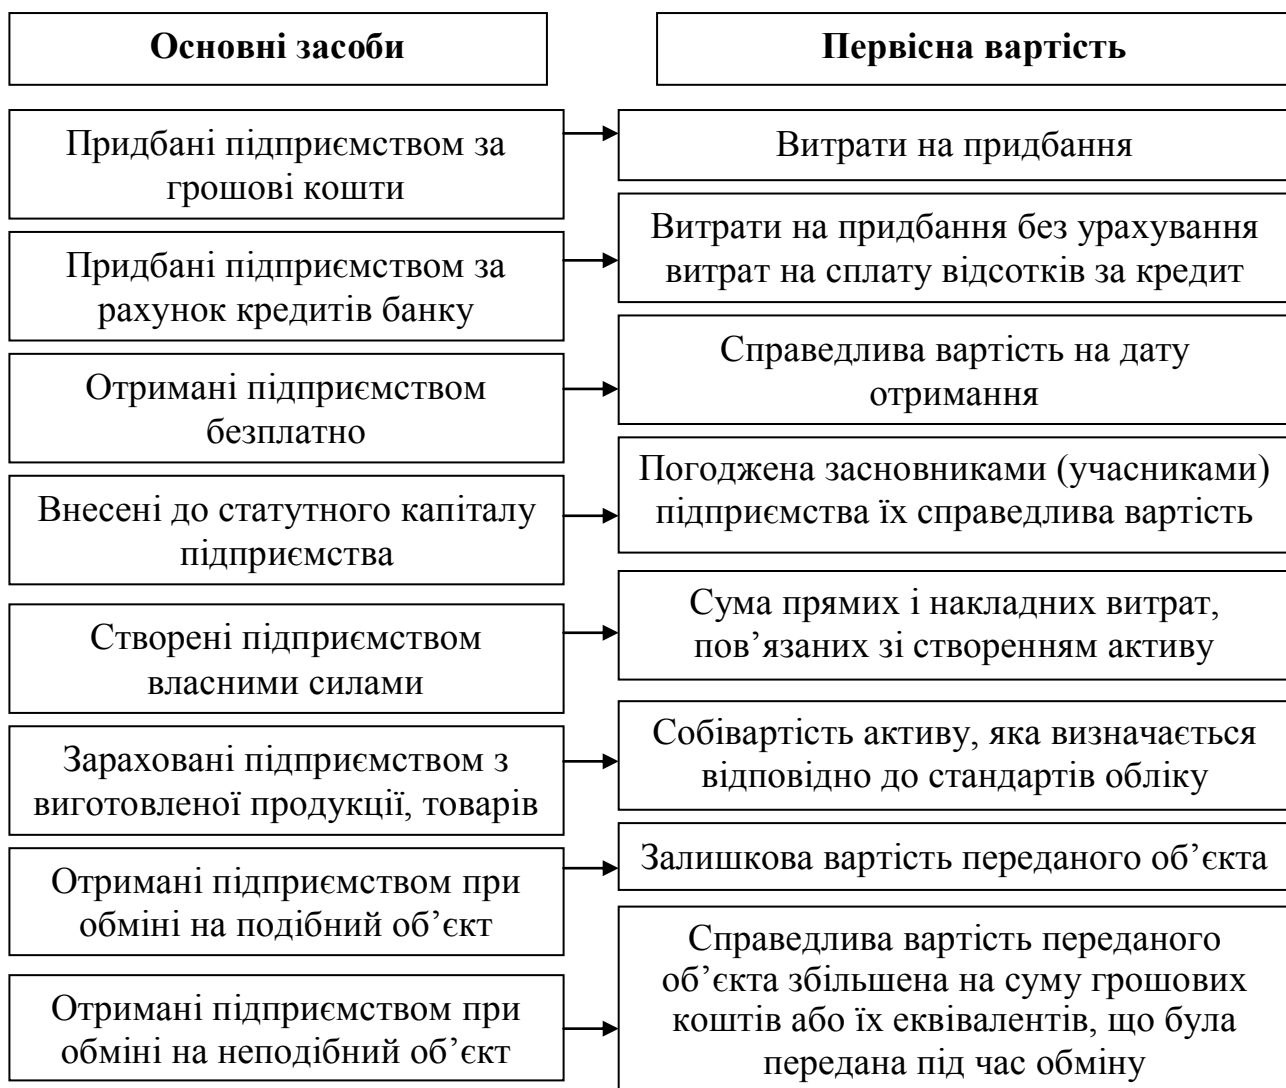 Основні засоби
Первісна вартість
Придбані підприємством за
грошові кошти
Витрати на придбання
Придбані підприємством за
рахунок кредитів банку
Витрати на придбання без урахування
витрат на сплату відсотків за кредит
Отримані підприємством
безплатно
Справедлива вартість на дату
отримання
Внесені до статутного капіталу
підприємства
Погоджена засновниками (учасниками)
підприємства їх справедлива вартість
Створені підприємством
власними силами
Сума прямих і накладних витрат,
пов’язаних зі створенням активу
Зараховані підприємством з
виготовленої продукції, товарів
Собівартість активу, яка визначається
відповідно до стандартів обліку
Отримані підприємством при
обміні на подібний об’єкт
Залишкова вартість переданого об’єкта
Отримані підприємством при
обміні на неподібний об’єкт
Справедлива вартість переданого
об’єкта збільшена на суму грошових
коштів або їх еквівалентів, що була
передана під час обміну